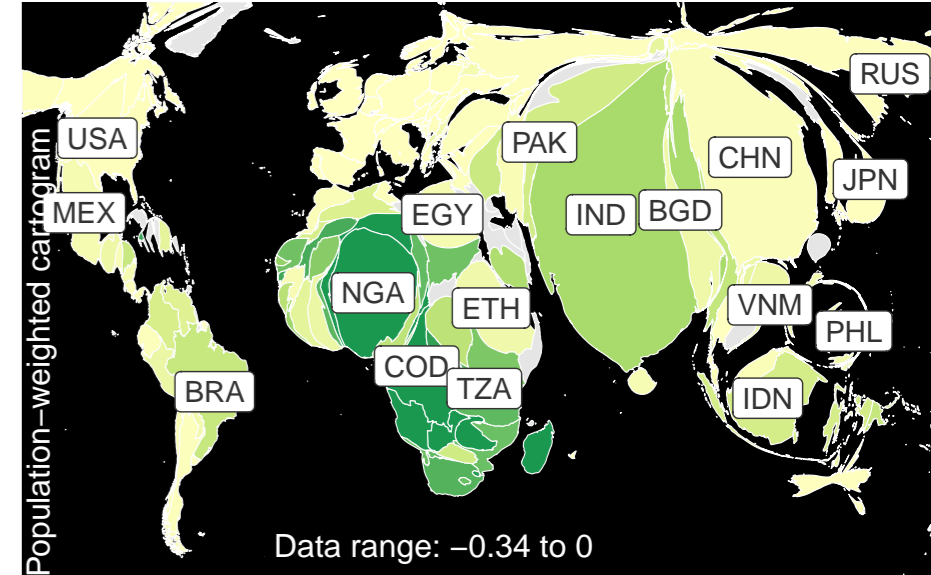 Population–weighted cartogram
RUS
USA
PAK
CHN
JPN
MEX
EGY
IND
BGD
NGA
ETH
VNM
PHL
COD
TZA
BRA
IDN
Data range: −0.34 to 0